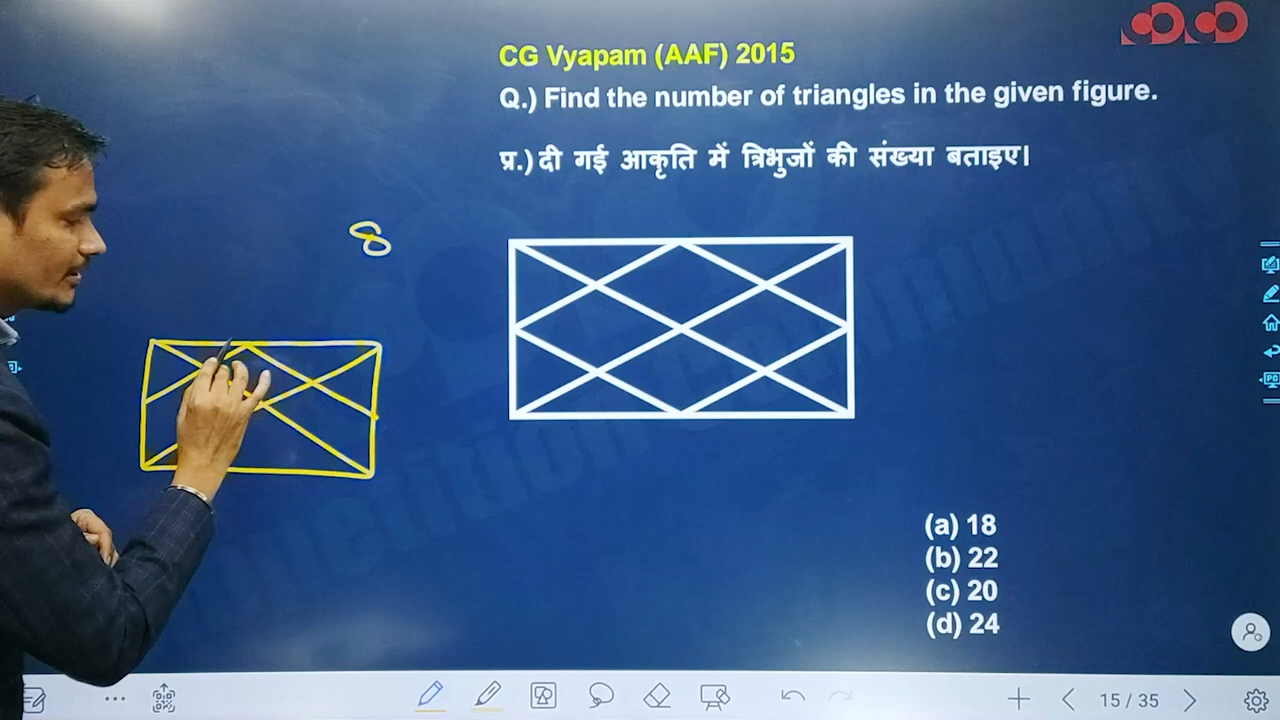 CG Vyapam (AAF) 2015
Q.) Find the number of triangles in the given figure.
प्र.) दी गई आकृति में त्रिभुजों की संख्या बताइए।
8
(a) 18
(b) 22
(c) 20
(d) 24
15 / 35